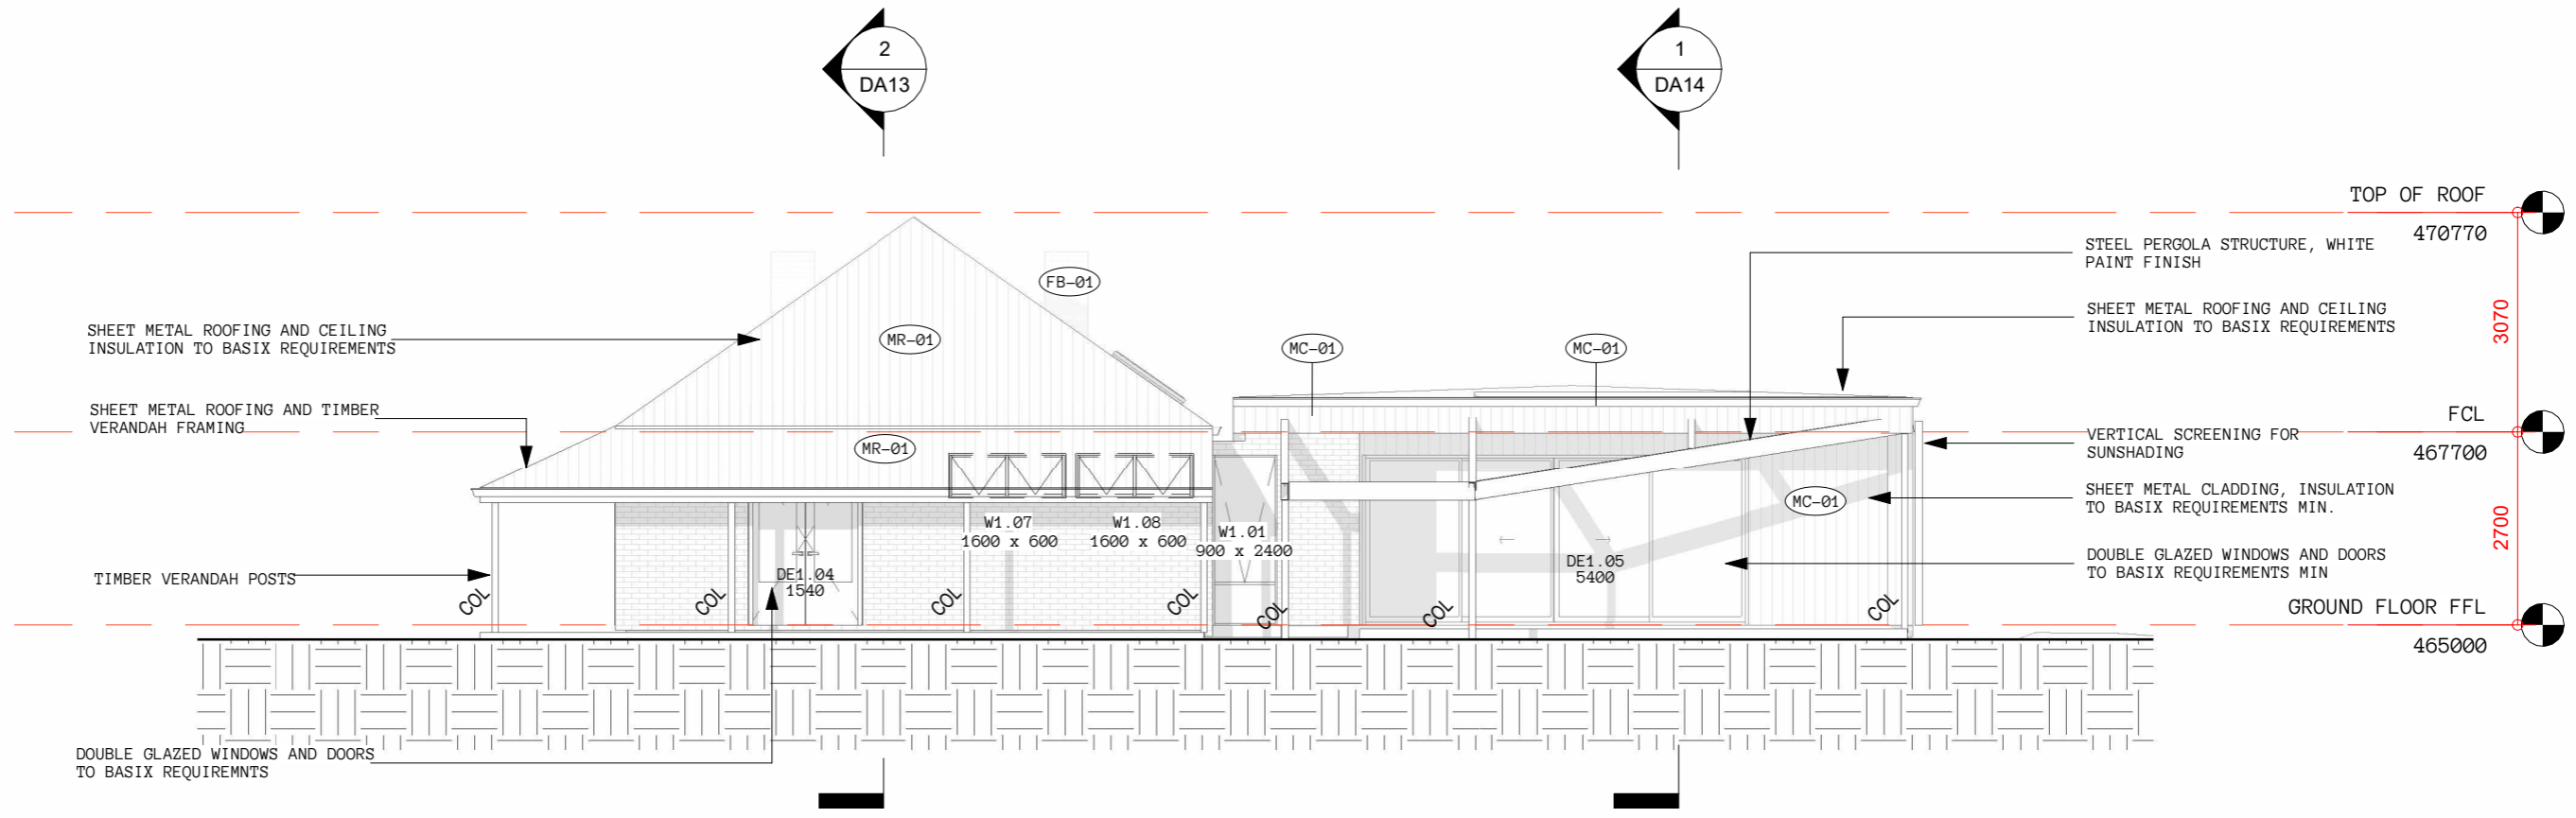 2
DA13
1
DA14
TOP OF ROOF
470770
STEEL PERGOLA STRUCTURE, WHITE
PAINT FINISH
FB-01
SHEET METAL ROOFING AND CEILING
INSULATION TO BASIX REQUIREMENTS
MR-01
MC-01
MC-01
SHEET METAL ROOFING AND CEILING
INSULATION TO BASIX REQUIREMENTS
3070
SHEET METAL ROOFING AND TIMBER
VERANDAH FRAMING
MR-01
FCL
467700
VERTICAL SCREENING FOR
SUNSHADING
MC-01
SHEET METAL CLADDING, INSULATION
TO BASIX REQUIREMENTS MIN.
W1.07
1600 x 600
W1.08
1600 x 600
W1.01
900 x 2400
2700
TIMBER VERANDAH POSTS
DE1.04
1540
DE1.05
5400
DOUBLE GLAZED WINDOWS AND DOORS
TO BASIX REQUIREMENTS MIN
COL
COL
COL
COL
COL
COL
COL
GROUND FLOOR FFL
465000
DOUBLE GLAZED WINDOWS AND DOORS
TO BASIX REQUIREMNTS